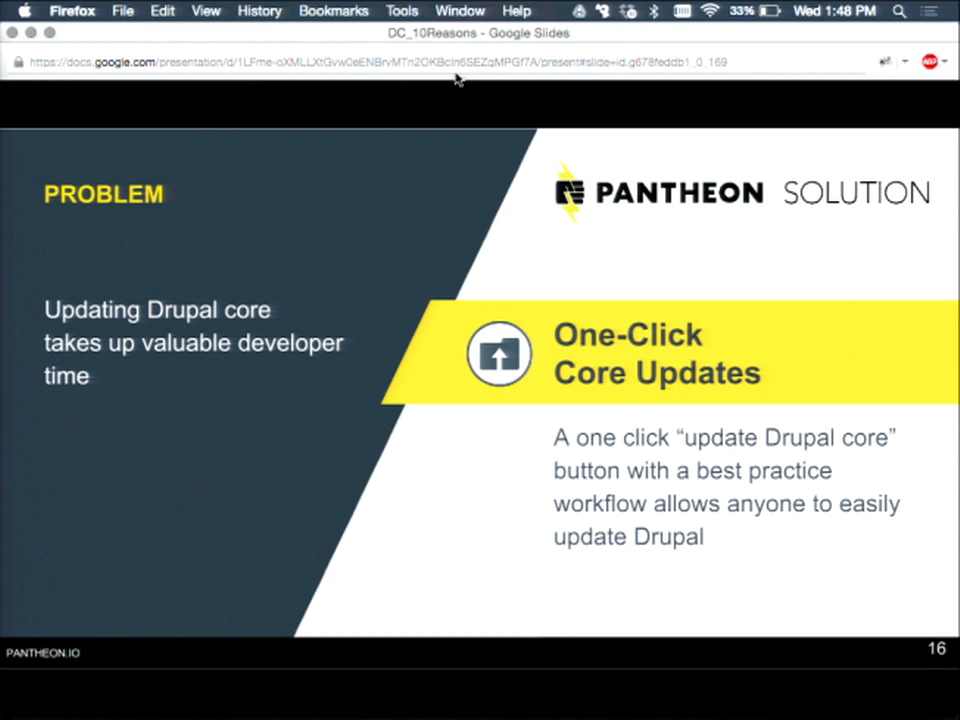 Firefox File Edit View History Bookmarks Tools Window Help 33% Wed 1:48 PM
DC_10Reasons - Google Slides
PROBLEM
PANTHEON SOLUTION
Updating Drupal core
takes up valuable developer
time
One-Click
Core Updates
A one click “update Drupal core”
button with a best practice
workflow allows anyone to easily
update Drupal
PANTHEON.IO
16